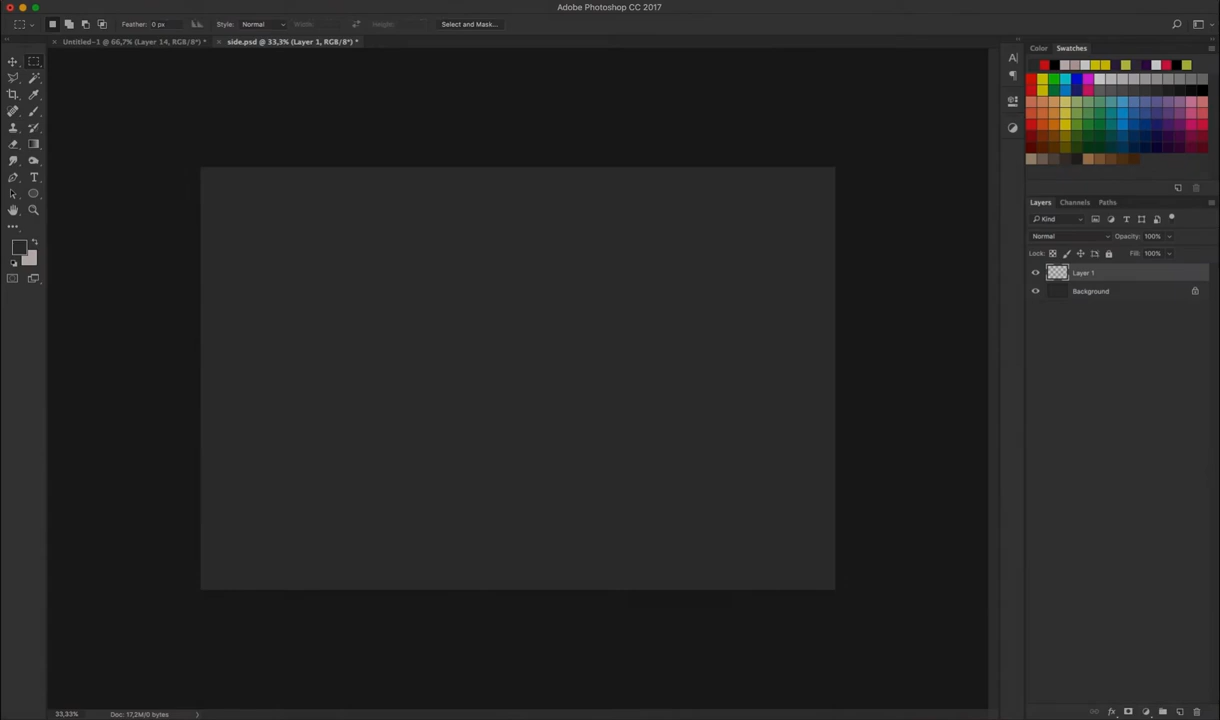 Adobe Photoshop CC 2017
Feather: 0 px Style: Normal Width: Height: Select and Mask...
Untitled-1 @ 66,7% (Layer 14, RGB/8*) * side.psd @ 33,3% (Layer 1, RGB/8*) *
Color Swatches
Layers Channels Paths
Kind
Normal Opacity: 100%
Lock: Fill: 100%
Layer 1
Background
33,33% Doc: 17,2M/0 bytes